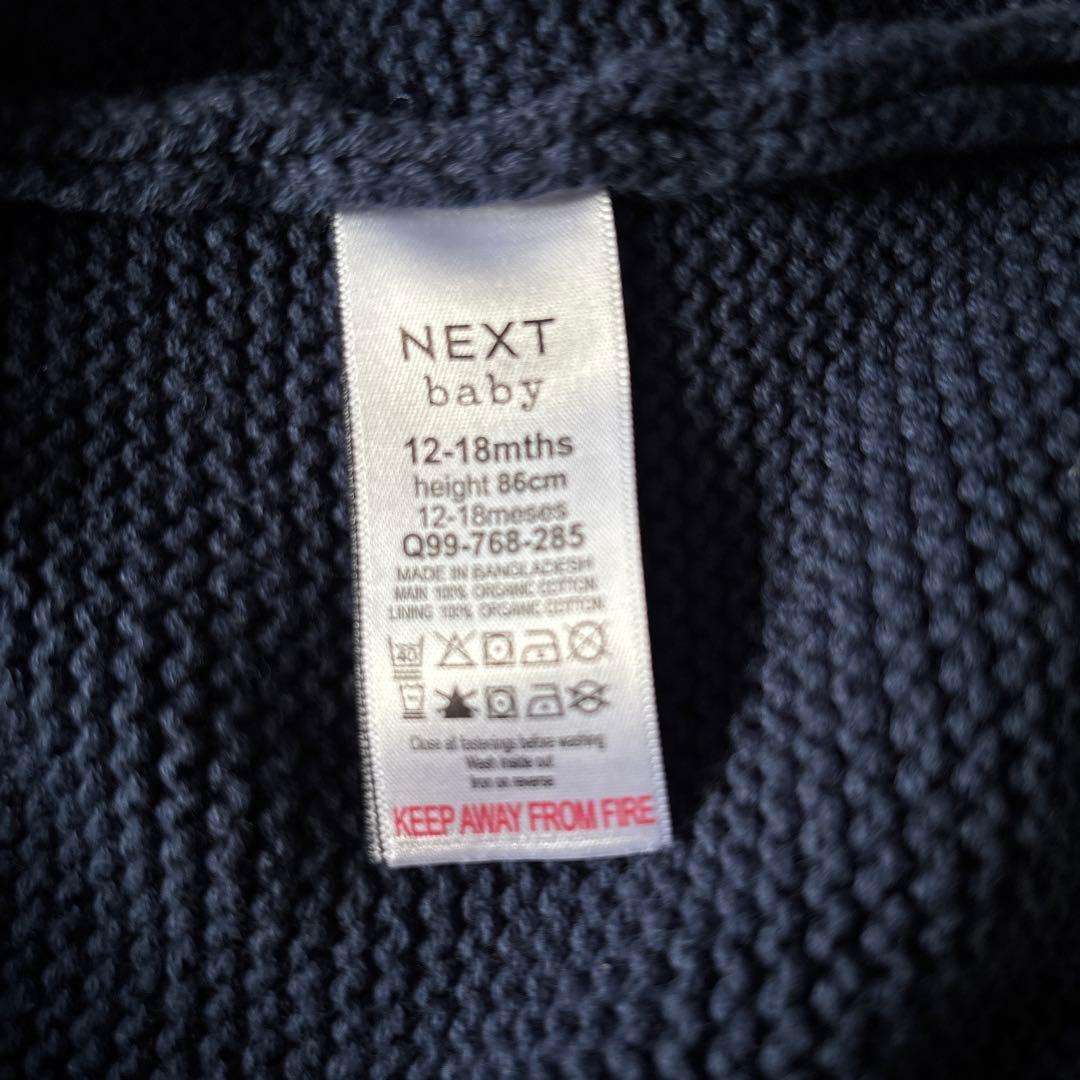 NEXT
baby
12-18mths
height 86cm
12-18meses
Q99-768-285
MADE IN BANGLADESH
MAIN 100% ORGANIC COTTON
LINING 100% ORGANIC COTTON
40
Close all fastenings before washing
Wash inside out
Iron on reverse
KEEP AWAY FROM FIRE